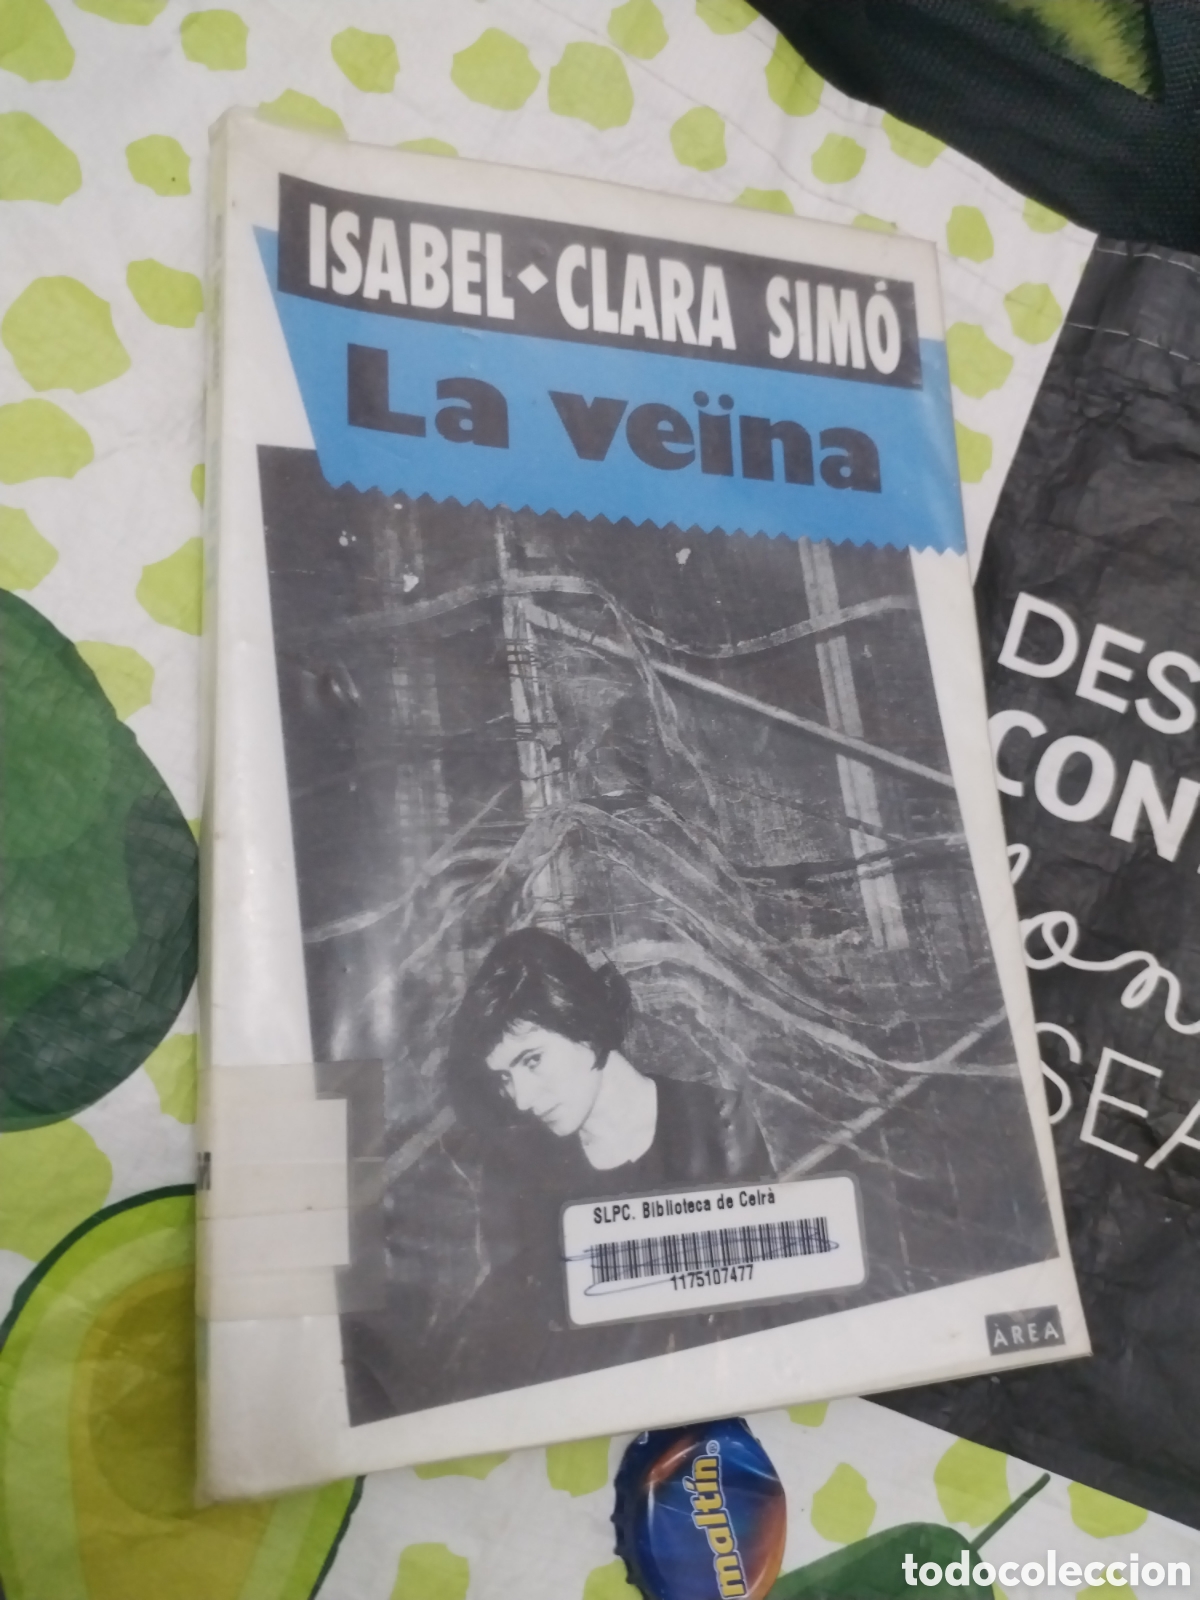 ISABEL-CLARA SIMÓ
La veïna
SLPC. Biblioteca de Celrà
1175107477
ÀREA
DES
CON
SEA
maltín®
todocoleccion